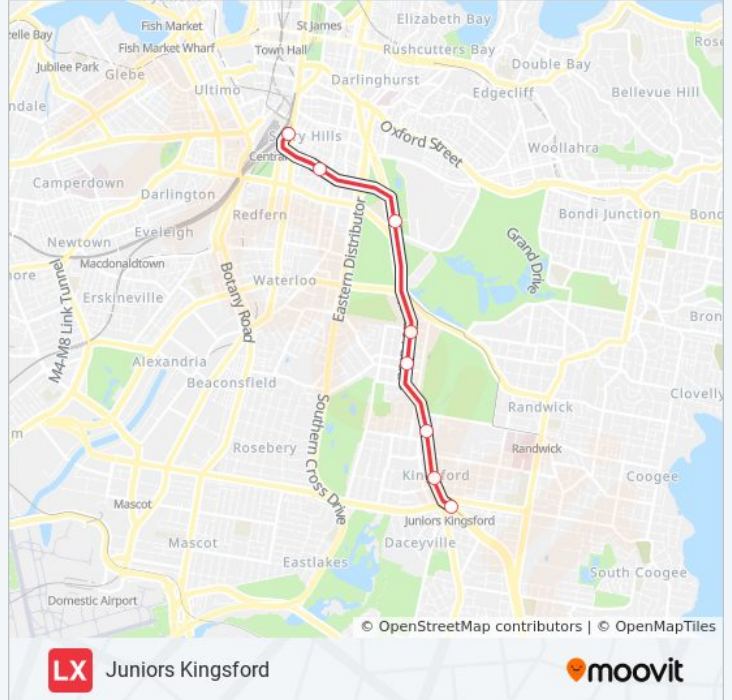 Elizabeth Bay
Fish Market
St James
zelle Bay
Fish Market Wharf
Town Hall
Rushcutters Bay
Rose
Jubilee Park
Glebe
Double Bay
Darlinghurst
Ultimo
Edgecliff
Bellevue Hill
ndale
Surry Hills
Oxford Street
Woollahra
Central
Camperdown
Darlington
Redfern
Bondi Junction
Bond
Eveleigh
Newtown
Eastern Distributor
Grand Drive
Macdonaldtown
ore
Waterloo
Erskineville
Botany Road
M4-M8 Link Tunnel
Bron
Alexandria
Beaconsfield
Clovelly
Randwick
m
Rosebery
Randwick
Southern Cross Drive
Kingsford
Coogee
Mascot
Juniors Kingsford
Mascot
Daceyville
Eastlakes
South Coogee
Domestic Airport
© OpenStreetMap contributors | © OpenMapTiles
LX Juniors Kingsford
moovit